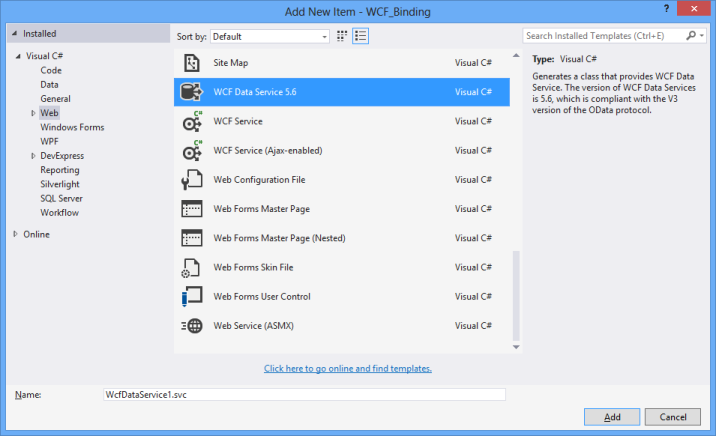 Add New Item - WCF_Binding
? x
Installed
Visual C#
Code
Data
General
Web
Windows Forms
WPF
DevExpress
Reporting
Silverlight
SQL Server
Workflow
Online
Sort by: Default
Site Map Visual C#
WCF Data Service 5.6 Visual C#
C# WCF Service Visual C#
C# WCF Service (Ajax-enabled) Visual C#
Web Configuration File Visual C#
Web Forms Master Page Visual C#
Web Forms Master Page (Nested) Visual C#
Web Forms Skin File Visual C#
Web Forms User Control Visual C#
Web Service (ASMX) Visual C#
Click here to go online and find templates.
Search Installed Templates (Ctrl+E)
Type: Visual C#
Generates a class that provides WCF Data
Service. The version of WCF Data Services
is 5.6, which is compliant with the V3
version of the OData protocol.
Name: WcfDataService1.svc
Add Cancel